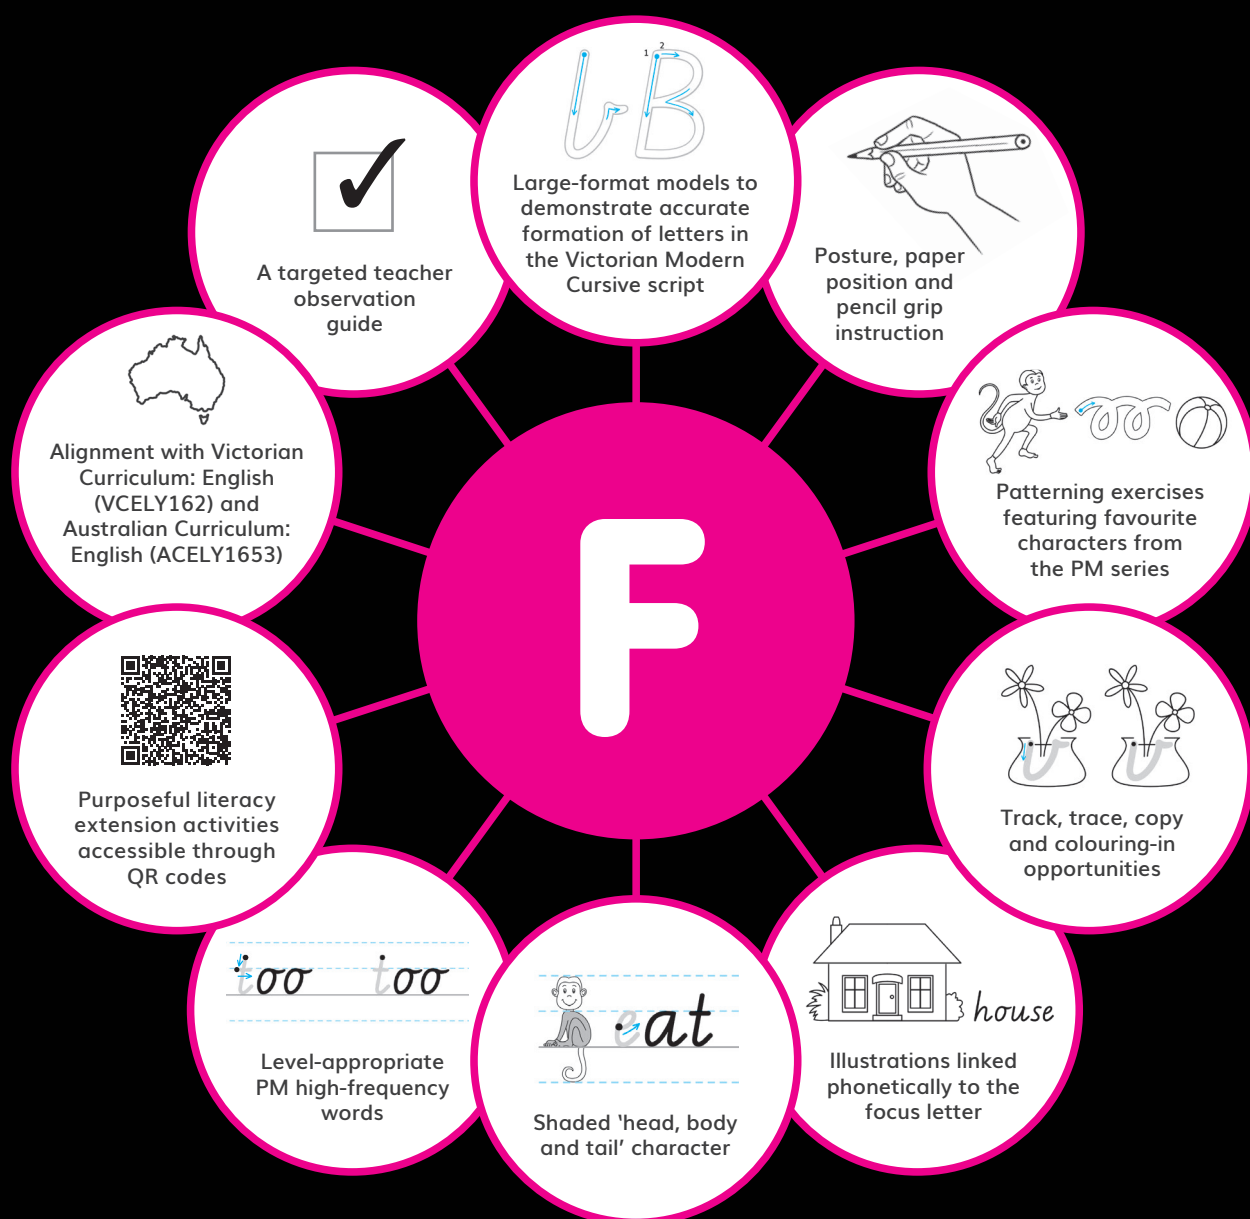 1 2
b B
Large-format models to
demonstrate accurate
formation of letters in
the Victorian Modern
Cursive script
Posture, paper
position and
pencil grip
instruction
Patterning exercises
featuring favourite
characters from
the PM series
v v
Track, trace, copy
and colouring-in
opportunities
house
Illustrations linked
phonetically to the
focus letter
eat
Shaded ‘head, body
and tail’ character
too too
Level-appropriate
PM high-frequency
words
Purposeful literacy
extension activities
accessible through
QR codes
Alignment with Victorian
Curriculum: English
(VCELY162) and
Australian Curriculum:
English (ACELY1653)
A targeted teacher
observation
guide
F